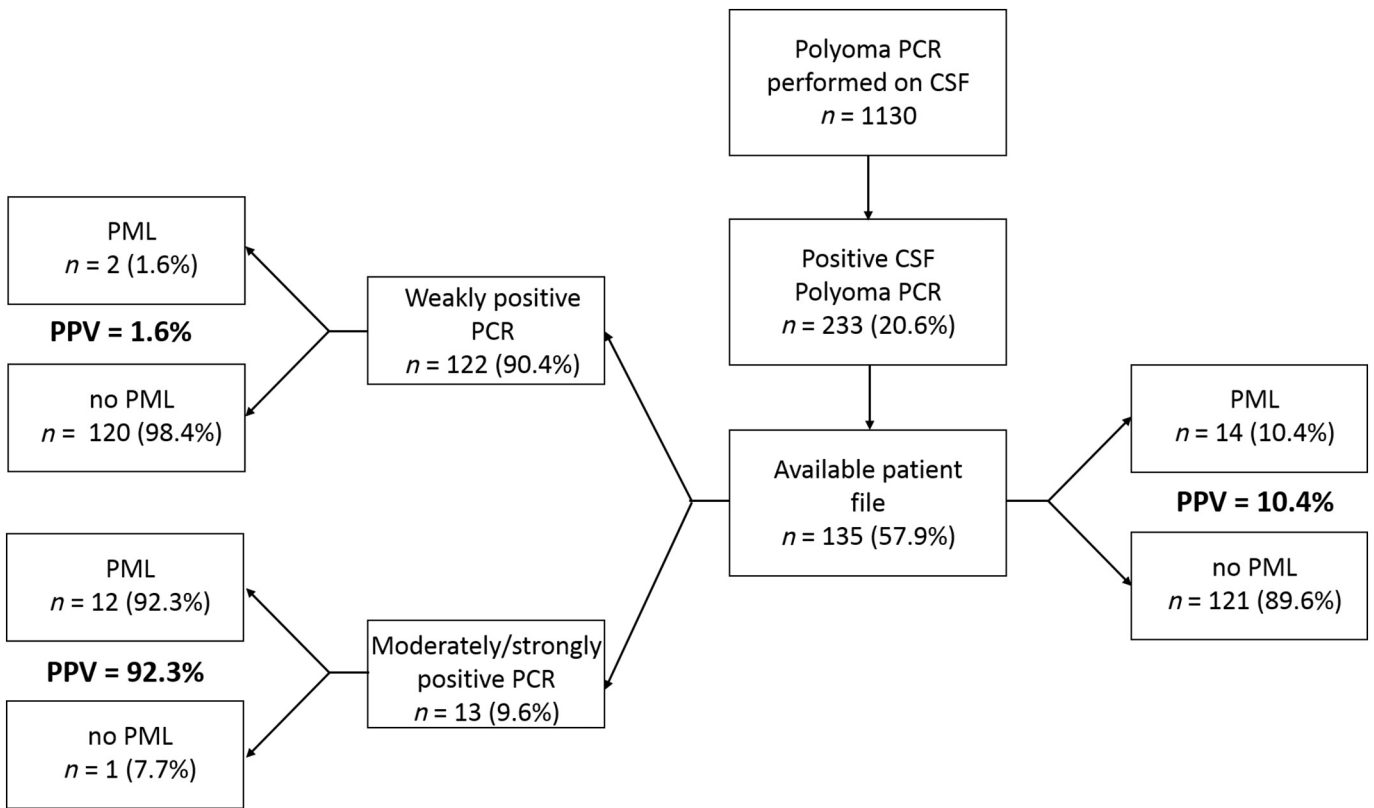 Polyoma PCR
performed on CSF
n = 1130
Positive CSF
Polyoma PCR
n = 233 (20.6%)
Available patient
file
n = 135 (57.9%)
PML
n = 14 (10.4%)
PPV = 10.4%
no PML
n = 121 (89.6%)
Weakly positive
PCR
n = 122 (90.4%)
PML
n = 2 (1.6%)
PPV = 1.6%
no PML
n =  120 (98.4%)
Moderately/strongly
positive PCR
n = 13 (9.6%)
PML
n = 12 (92.3%)
PPV = 92.3%
no PML
n = 1 (7.7%)